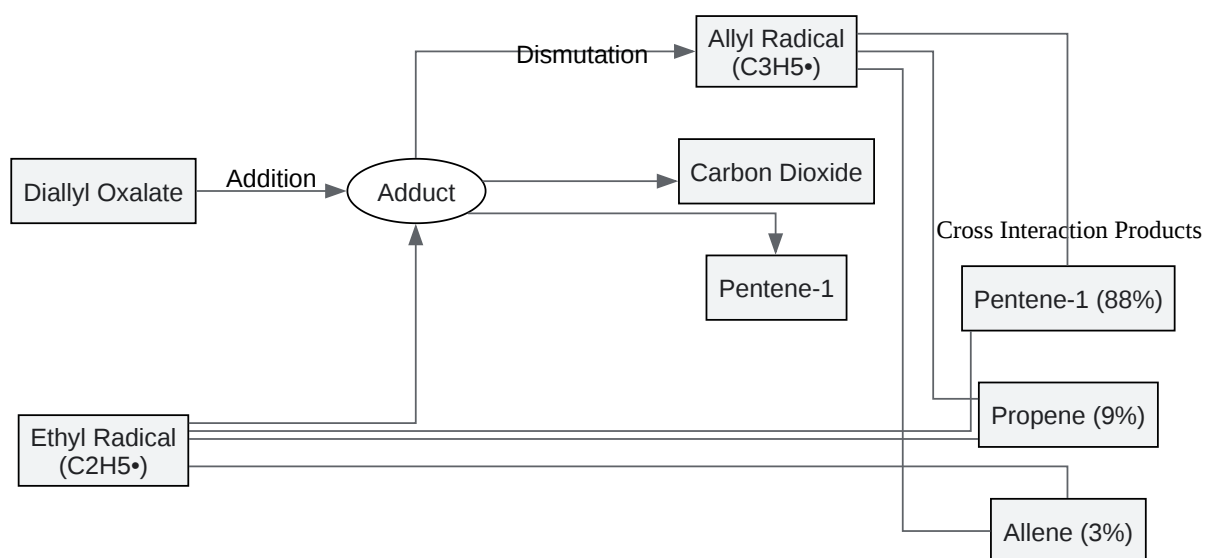 Allyl Radical
(C3H5•)
Dismutation
Carbon Dioxide
Diallyl Oxalate
Addition
Adduct
Cross Interaction Products
Pentene-1
Pentene-1 (88%)
Propene (9%)
Ethyl Radical
(C2H5•)
Allene (3%)